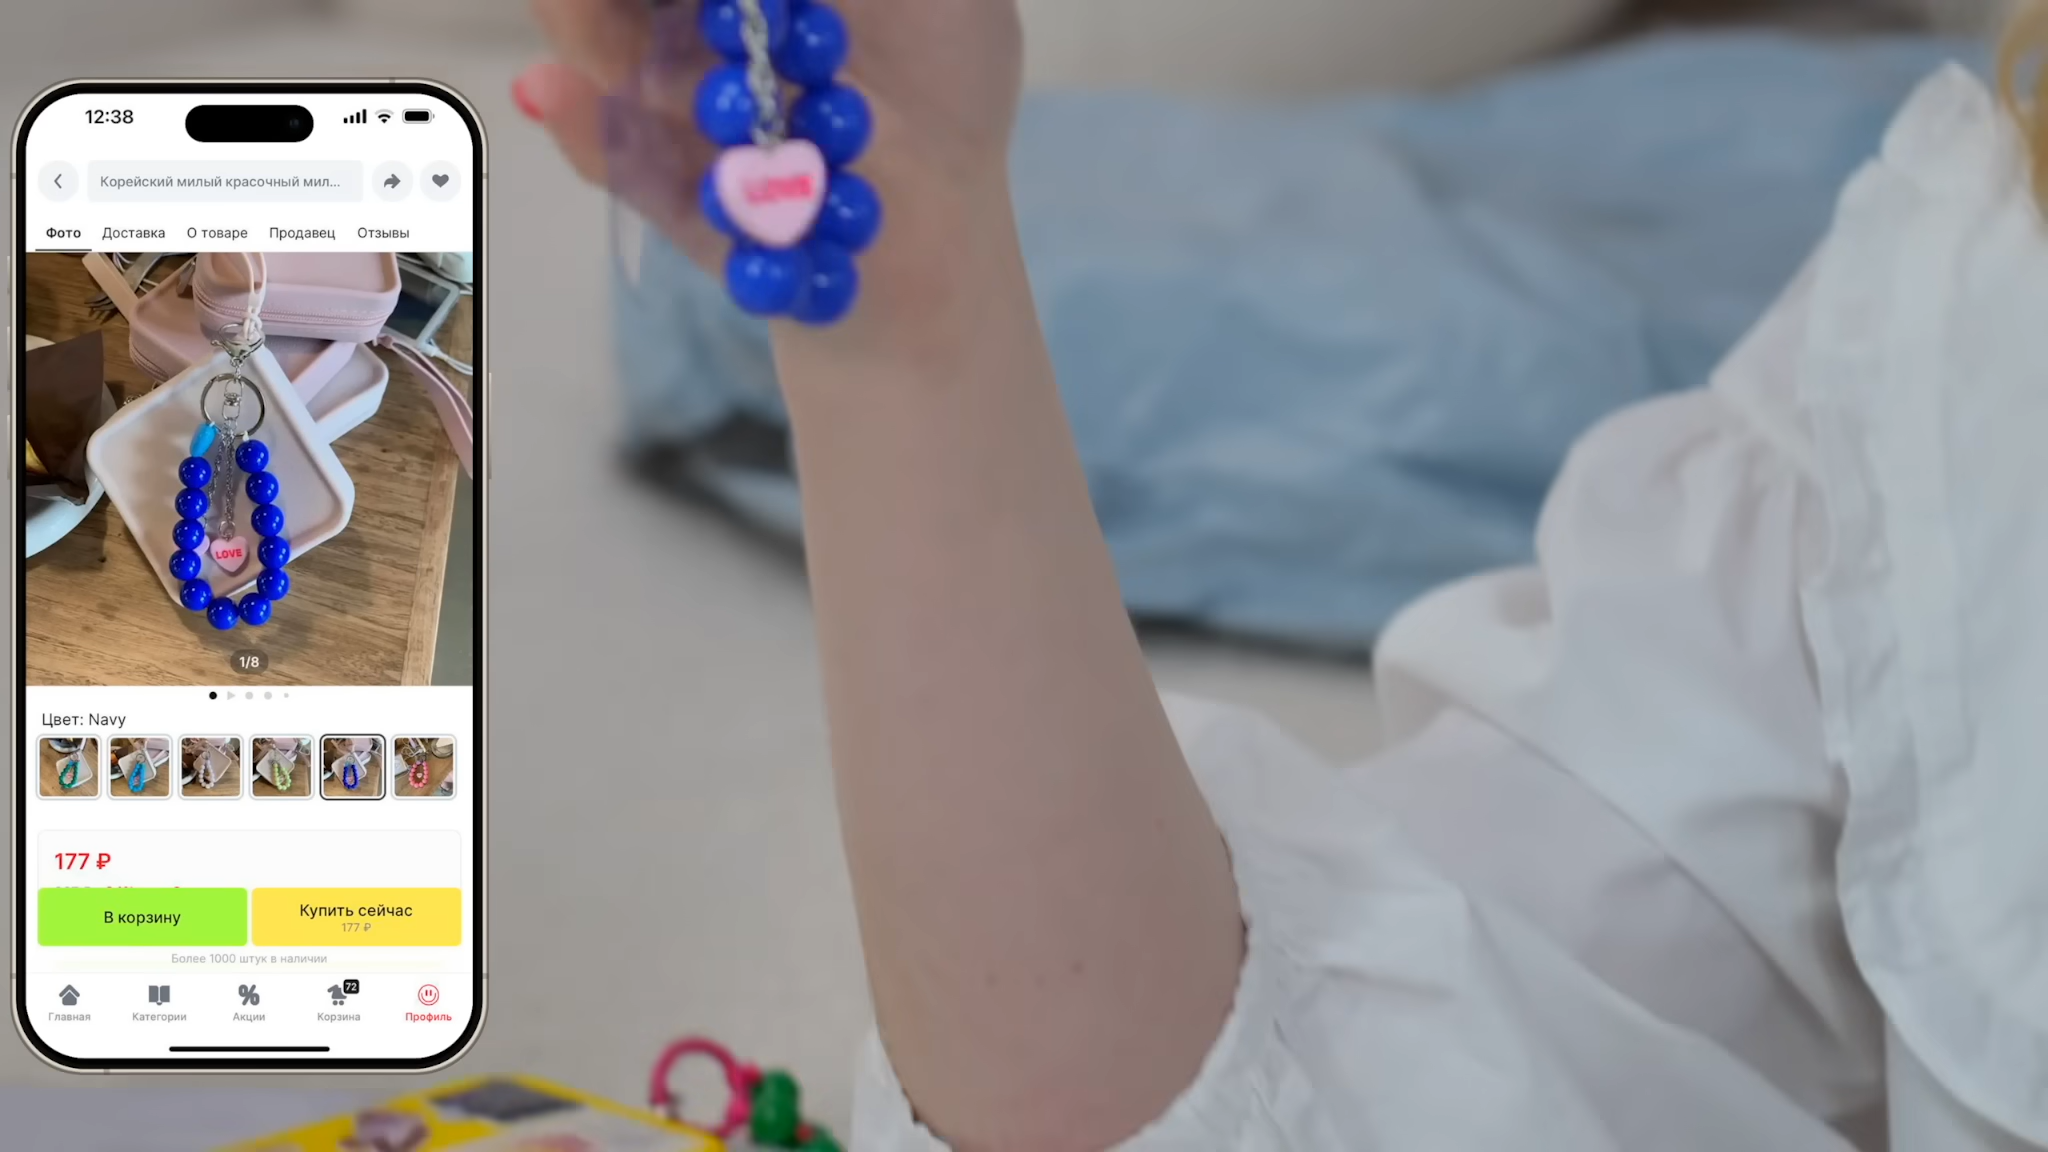 12:38
Корейский милый красочный мил...
Фото Доставка О товаре Продавец Отзывы
LOVE
LOVE
1/8
Цвет: Navy
177 ₽
В корзину
Купить сейчас
177 ₽
Более 1000 штук в наличии
72
Главная Категории Акции Корзина Профиль